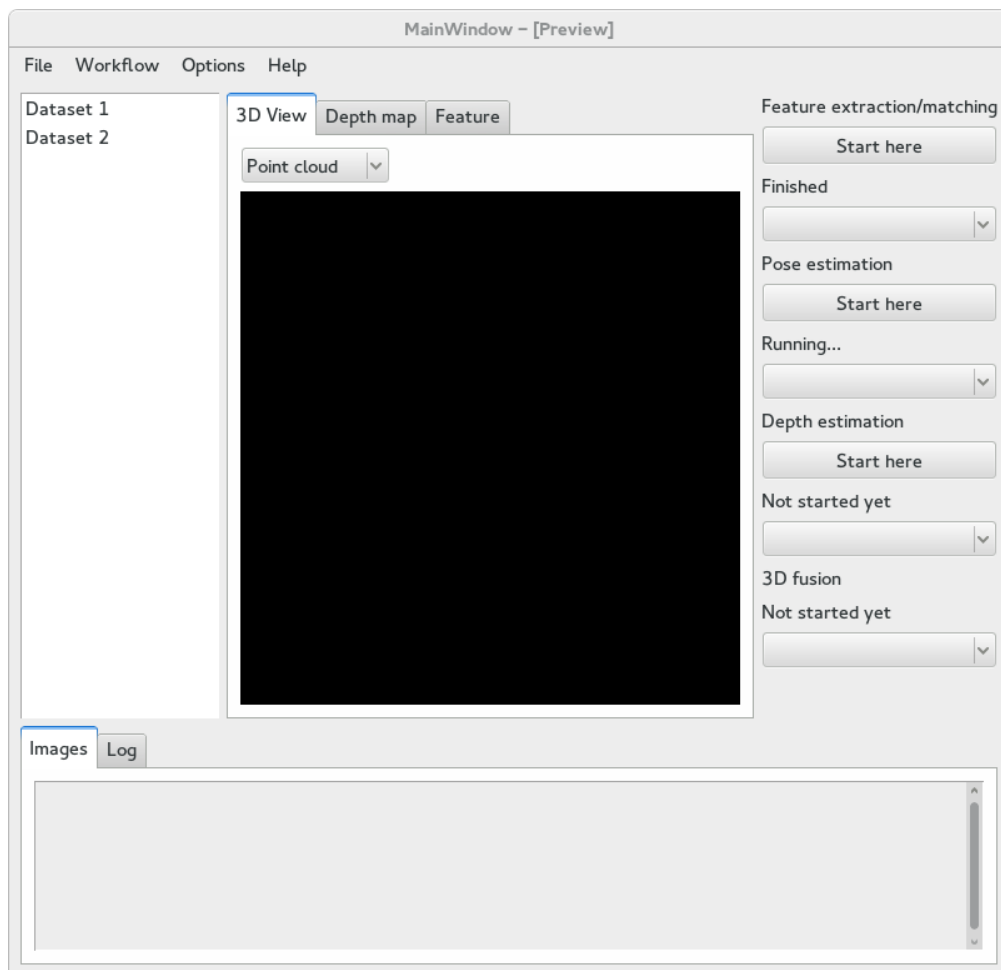 MainWindow – [Preview]
File Workflow Options Help
Dataset 1
Dataset 2
3D View Depth map Feature
Point cloud
Feature extraction/matching
Start here
Finished
Pose estimation
Start here
Running...
Depth estimation
Start here
Not started yet
3D fusion
Not started yet
Images Log